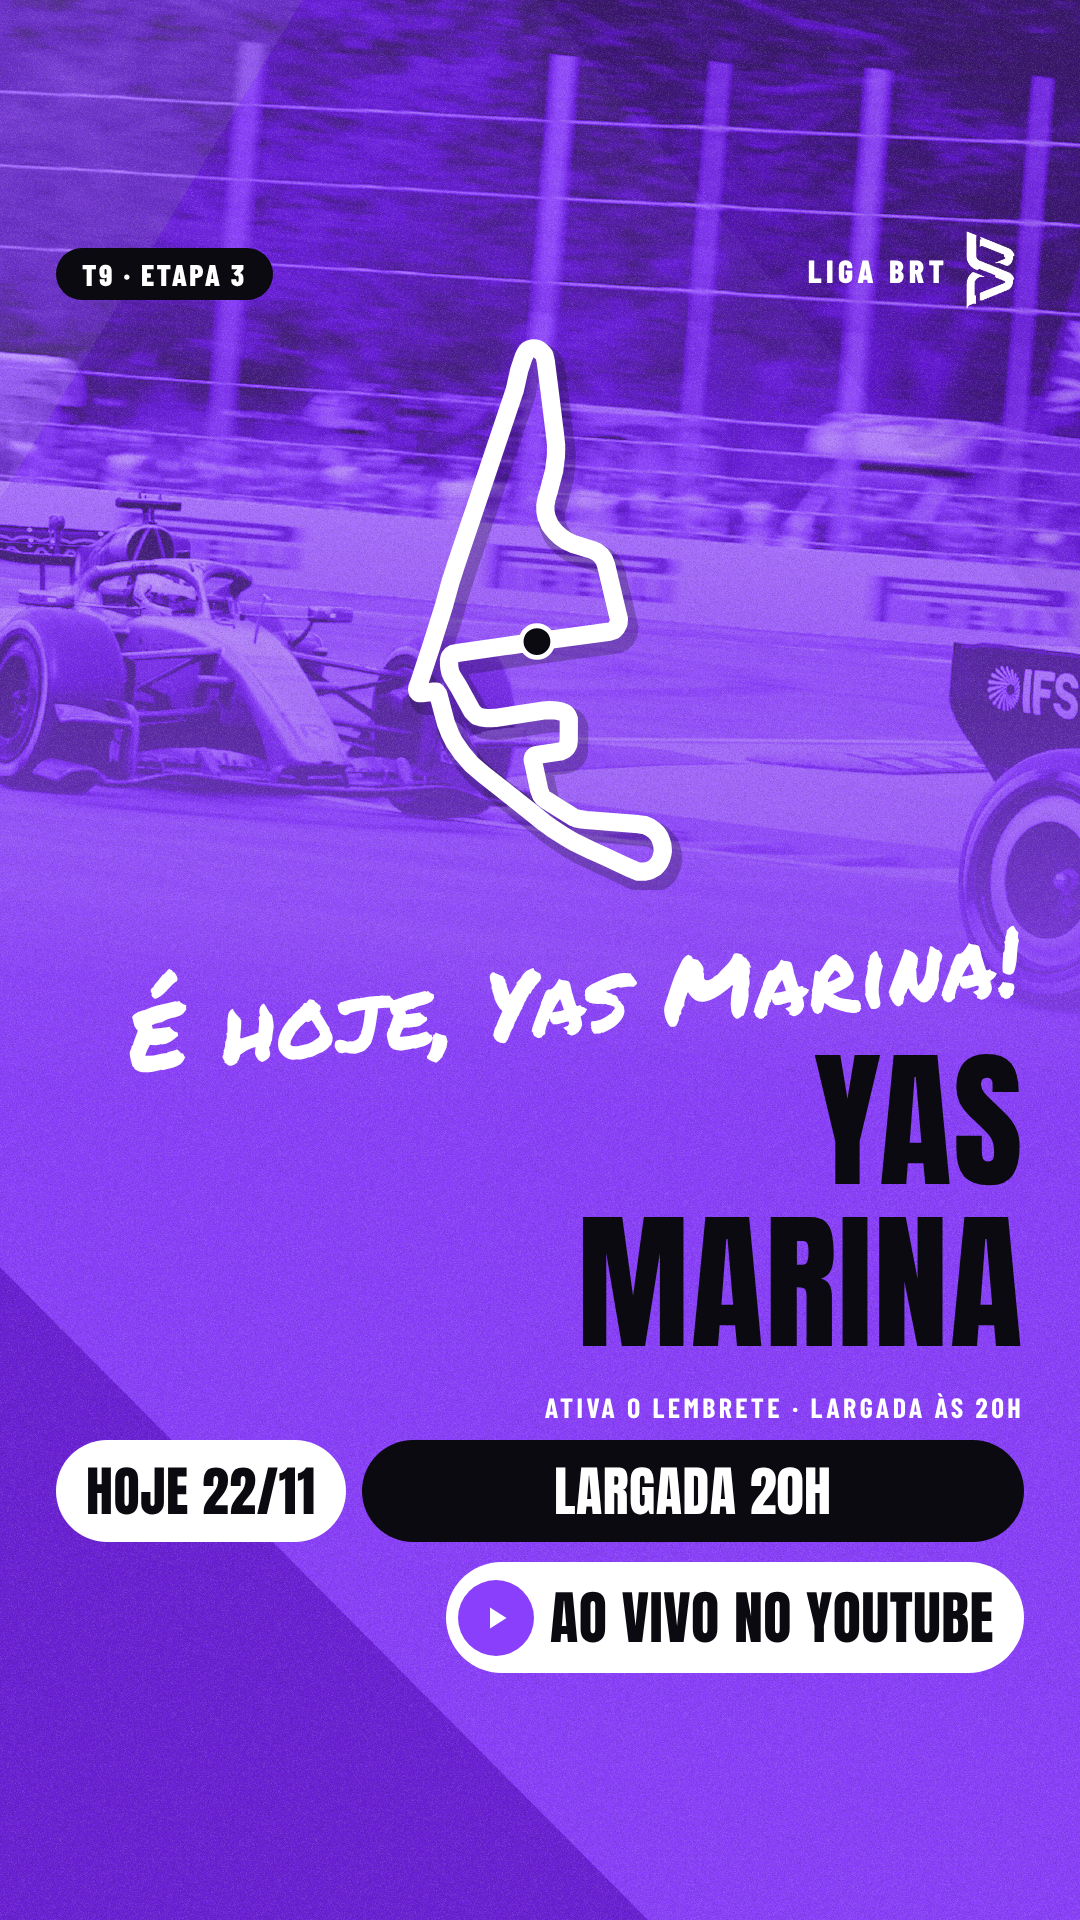 T9 · ETAPA 3
LIGA BRT
IFS
É HOJE, YAS MARINA!
YAS
MARINA
ATIVA O LEMBRETE · LARGADA ÀS 20H
HOJE 22/11
LARGADA 20H
AO VIVO NO YOUTUBE